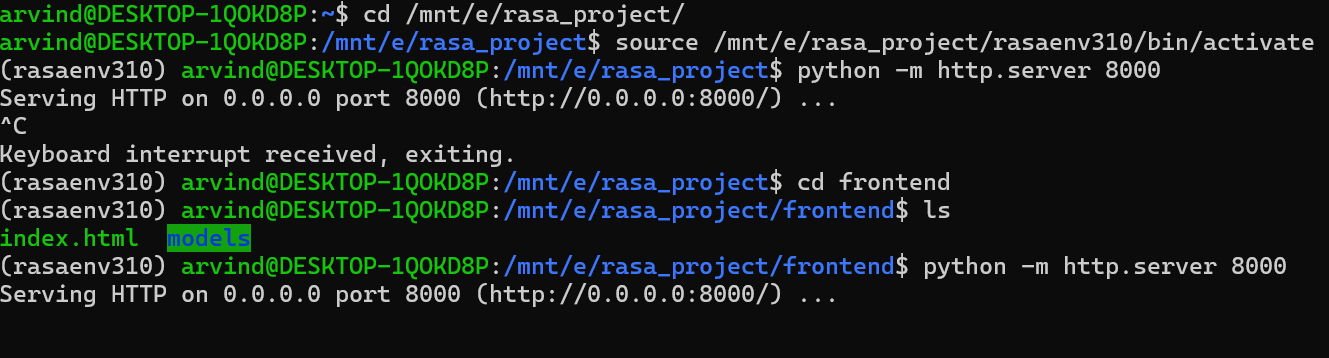 arvind@DESKTOP-1QOKD8P:~$ cd /mnt/e/rasa_project/
arvind@DESKTOP-1QOKD8P:/mnt/e/rasa_project$ source /mnt/e/rasa_project/rasaenv310/bin/activate
(rasaenv310) arvind@DESKTOP-1QOKD8P:/mnt/e/rasa_project$ python -m http.server 8000
Serving HTTP on 0.0.0.0 port 8000 (http://0.0.0.0:8000/) ...
^C
Keyboard interrupt received, exiting.
(rasaenv310) arvind@DESKTOP-1QOKD8P:/mnt/e/rasa_project$ cd frontend
(rasaenv310) arvind@DESKTOP-1QOKD8P:/mnt/e/rasa_project/frontend$ ls
index.html  models
(rasaenv310) arvind@DESKTOP-1QOKD8P:/mnt/e/rasa_project/frontend$ python -m http.server 8000
Serving HTTP on 0.0.0.0 port 8000 (http://0.0.0.0:8000/) ...